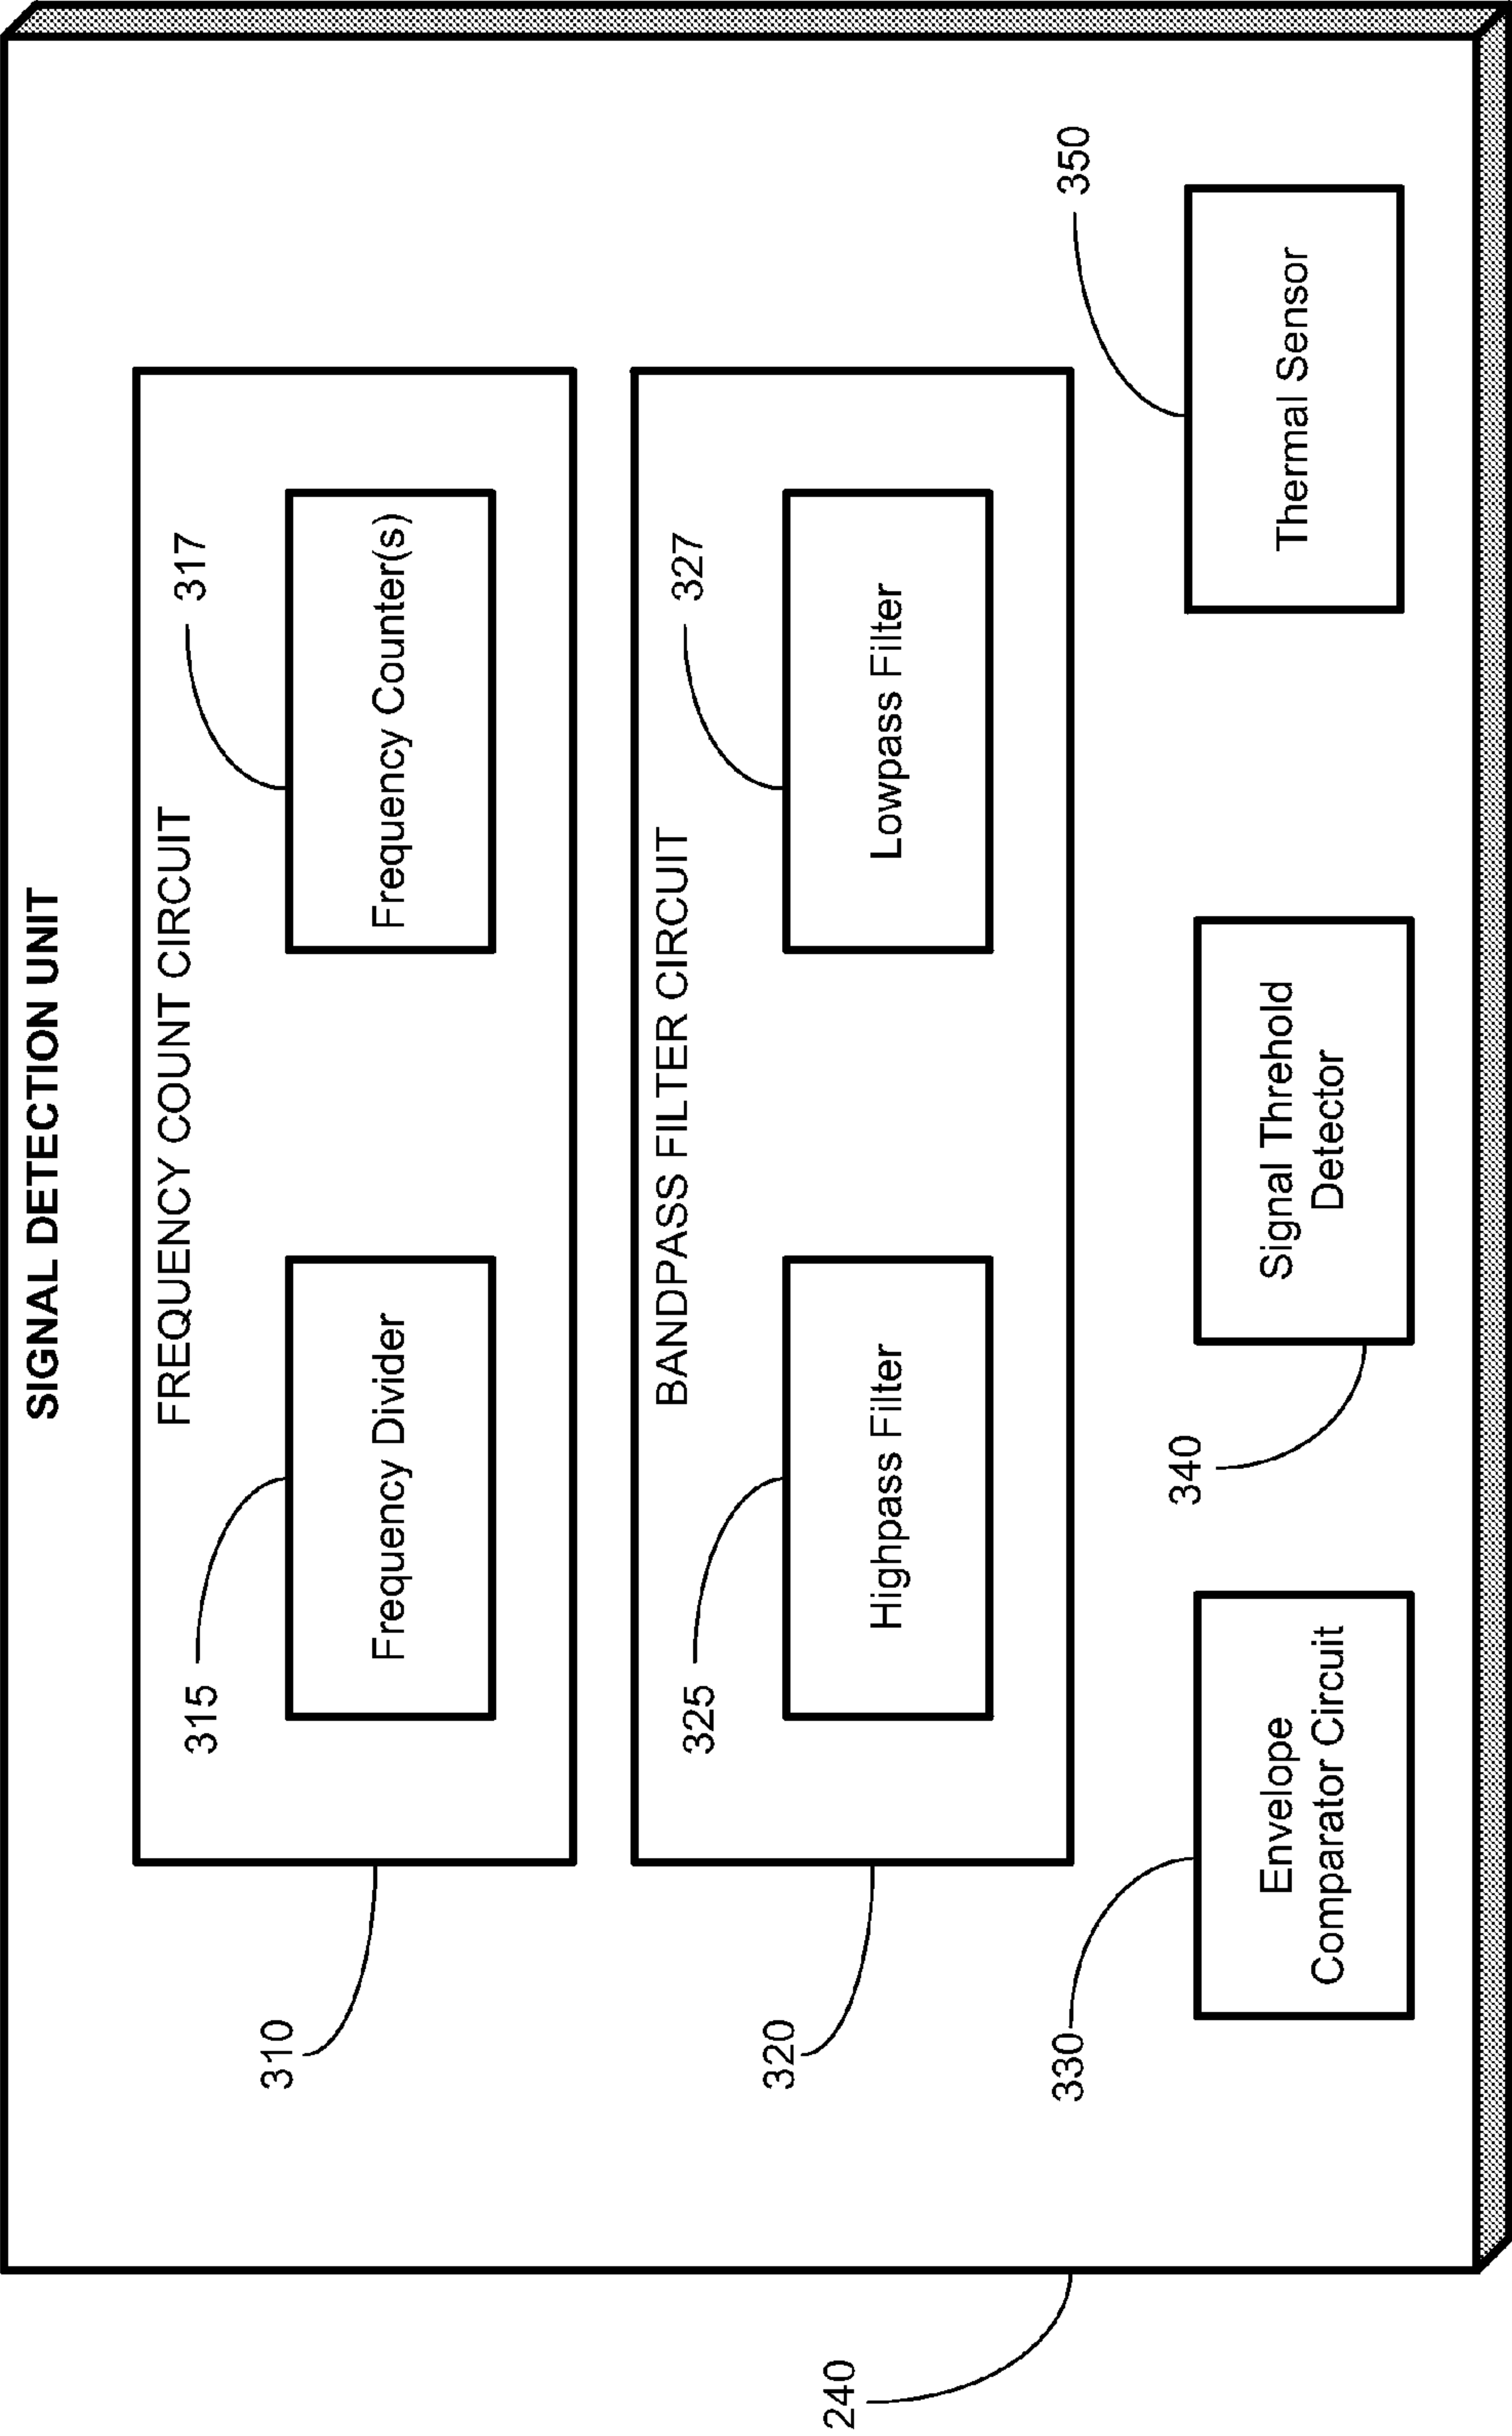 SIGNAL DETECTION UNIT
FREQUENCY COUNT CIRCUIT
315
317
Frequency Divider
Frequency Counter(s)
310
BANDPASS FILTER CIRCUIT
325
327
Highpass Filter
Lowpass Filter
320
240
330
340
350
Envelope
Comparator Circuit
Signal Threhold
Detector
Thermal Sensor